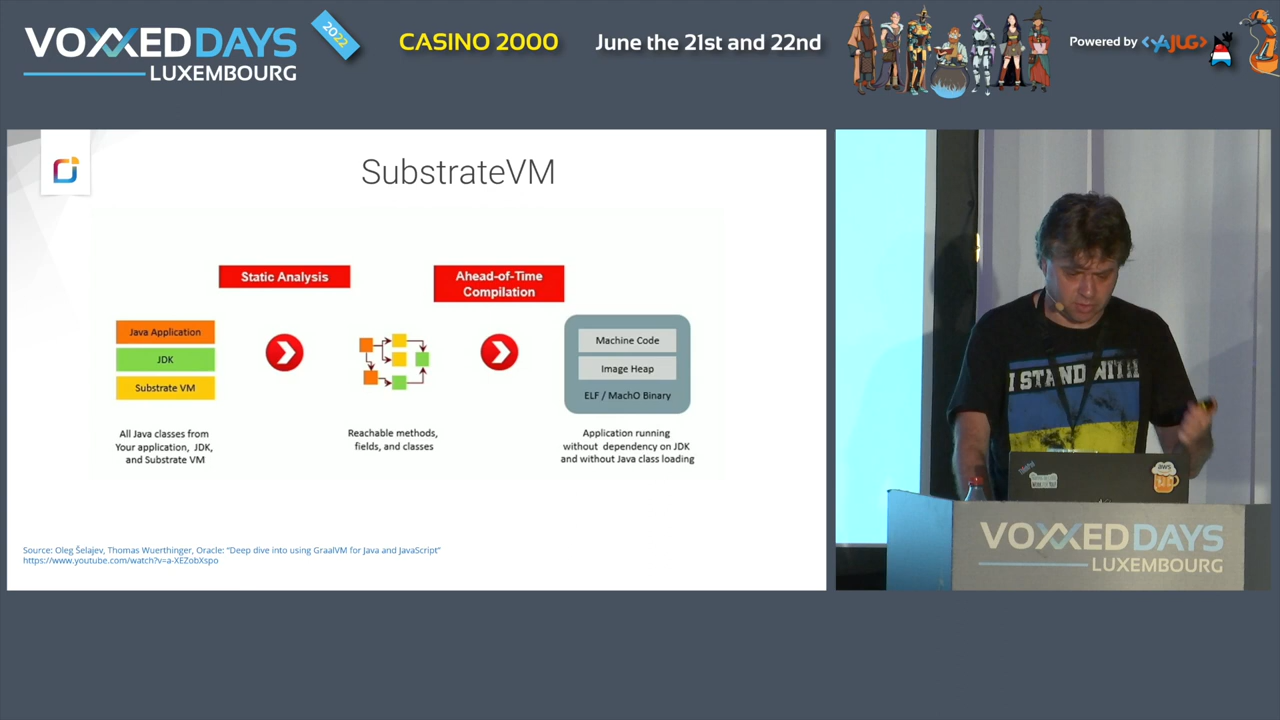 VOXXEDDAYS
LUXEMBOURG
2022
CASINO 2000
June the 21st and 22nd
Powered by <YAJUG>
SubstrateVM
Static Analysis
Ahead-of-Time
Compilation
Java Application
JDK
Substrate VM
Machine Code
Image Heap
ELF / MachO Binary
All Java classes from
Your application, JDK,
and Substrate VM
Reachable methods,
fields, and classes
Application running
without dependency on JDK
and without Java class loading
Source: Oleg Šelajev, Thomas Wuerthinger, Oracle: “Deep dive into using GraalVM for Java and JavaScript”
https://www.youtube.com/watch?v=a-XEZobXspo
I STAND WITH
aws
VOXXEDDAYS
LUXEMBOURG